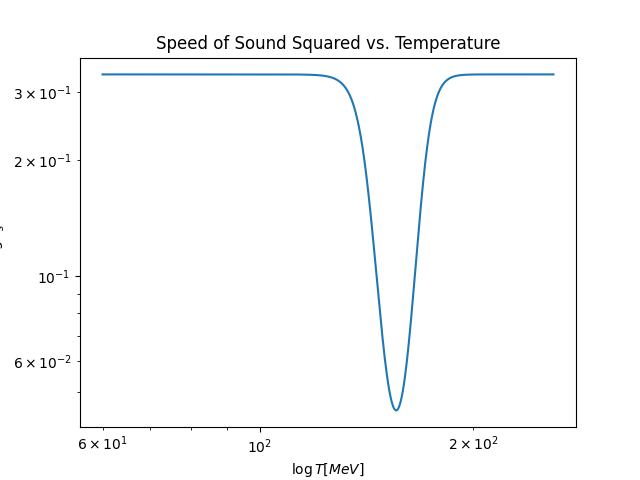 Speed of Sound Squared vs. Temperature
3 × 10⁻¹
2 × 10⁻¹
10⁻¹
6 × 10⁻²
6 × 10¹
10²
2 × 10²
log T[MeV]